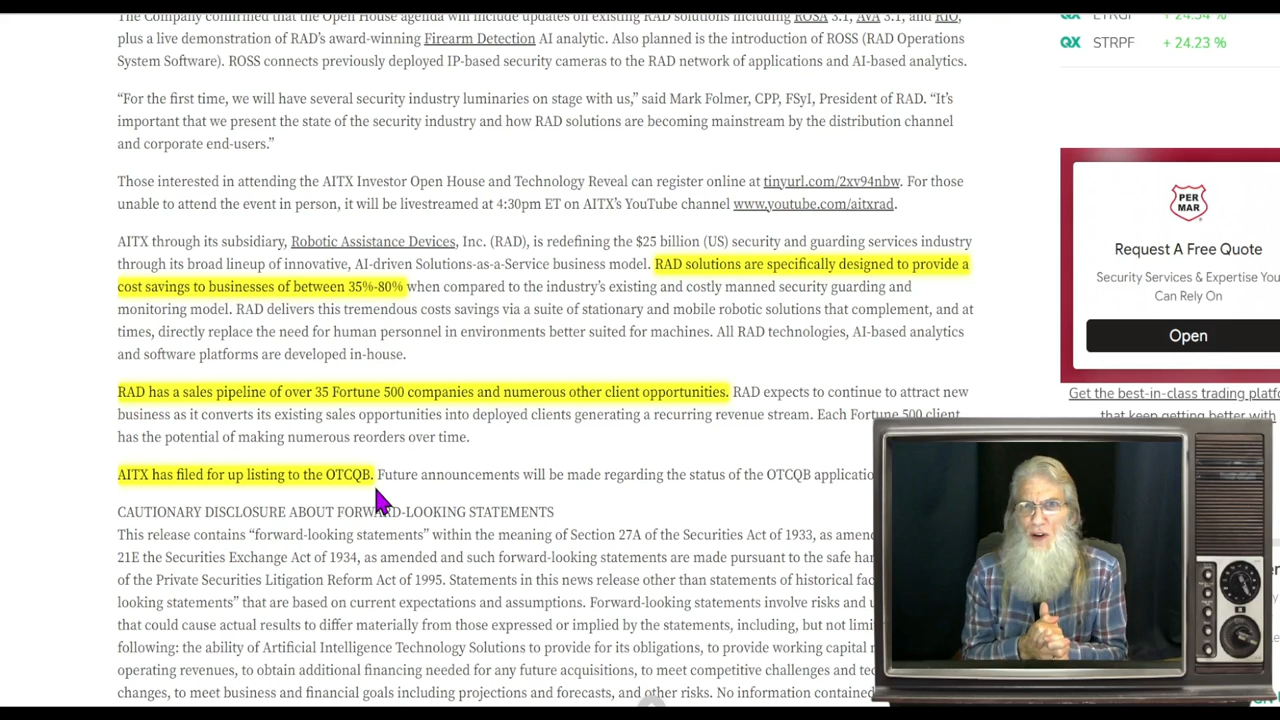 The Company confirmed that the Open House agenda will include updates on existing RAD solutions including ROSA 3.1, AVA 3.1, and RIO,
plus a live demonstration of RAD’s award-winning Firearm Detection AI analytic. Also planned is the introduction of ROSS (RAD Operations
System Software). ROSS connects previously deployed IP-based security cameras to the RAD network of applications and AI-based analytics.
“For the first time, we will have several security industry luminaries on stage with us,” said Mark Folmer, CPP, FSyI, President of RAD. “It’s
important that we present the state of the security industry and how RAD solutions are becoming mainstream by the distribution channel
and corporate end-users.”
Those interested in attending the AITX Investor Open House and Technology Reveal can register online at tinyurl.com/2xv94nbw. For those
unable to attend the event in person, it will be livestreamed at 4:30pm ET on AITX’s YouTube channel www.youtube.com/aitxrad.
AITX through its subsidiary, Robotic Assistance Devices, Inc. (RAD), is redefining the $25 billion (US) security and guarding services industry
through its broad lineup of innovative, AI-driven Solutions-as-a-Service business model. RAD solutions are specifically designed to provide a
cost savings to businesses of between 35%-80% when compared to the industry’s existing and costly manned security guarding and
monitoring model. RAD delivers this tremendous costs savings via a suite of stationary and mobile robotic solutions that complement, and at
times, directly replace the need for human personnel in environments better suited for machines. All RAD technologies, AI-based analytics
and software platforms are developed in-house.
RAD has a sales pipeline of over 35 Fortune 500 companies and numerous other client opportunities. RAD expects to continue to attract new
business as it converts its existing sales opportunities into deployed clients generating a recurring revenue stream. Each Fortune 500 client
has the potential of making numerous reorders over time.
AITX has filed for up listing to the OTCQB. Future announcements will be made regarding the status of the OTCQB applicatio
CAUTIONARY DISCLOSURE ABOUT FORWARD-LOOKING STATEMENTS
This release contains “forward-looking statements” within the meaning of Section 27A of the Securities Act of 1933, as amen
21E the Securities Exchange Act of 1934, as amended and such forward-looking statements are made pursuant to the safe har
of the Private Securities Litigation Reform Act of 1995. Statements in this news release other than statements of historical fac
looking statements” that are based on current expectations and assumptions. Forward-looking statements involve risks and u
that could cause actual results to differ materially from those expressed or implied by the statements, including, but not limi
following: the ability of Artificial Intelligence Technology Solutions to provide for its obligations, to provide working capital
operating revenues, to obtain additional financing needed for any future acquisitions, to meet competitive challenges and tec
changes, to meet business and financial goals including projections and forecasts, and other risks. No information contained
QX ETRGF + 24.54 %
QX STRPF + 24.23 %
PER
MAR
Request A Free Quote
Security Services & Expertise You
Can Rely On
Open
Get the best-in-class trading platfor
that keep getting better with